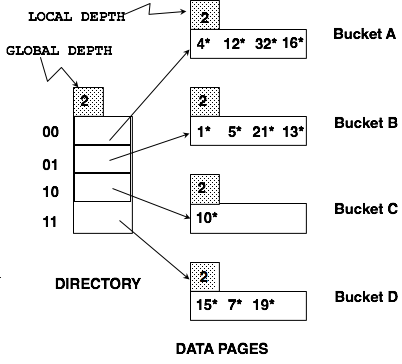 LOCAL DEPTH
2
Bucket A
4* 12* 32* 16*
GLOBAL DEPTH
2
2
00
1* 5* 21* 13*
Bucket B
01
2
10
10*
Bucket C
11
2
DIRECTORY
15* 7* 19*
Bucket D
DATA PAGES